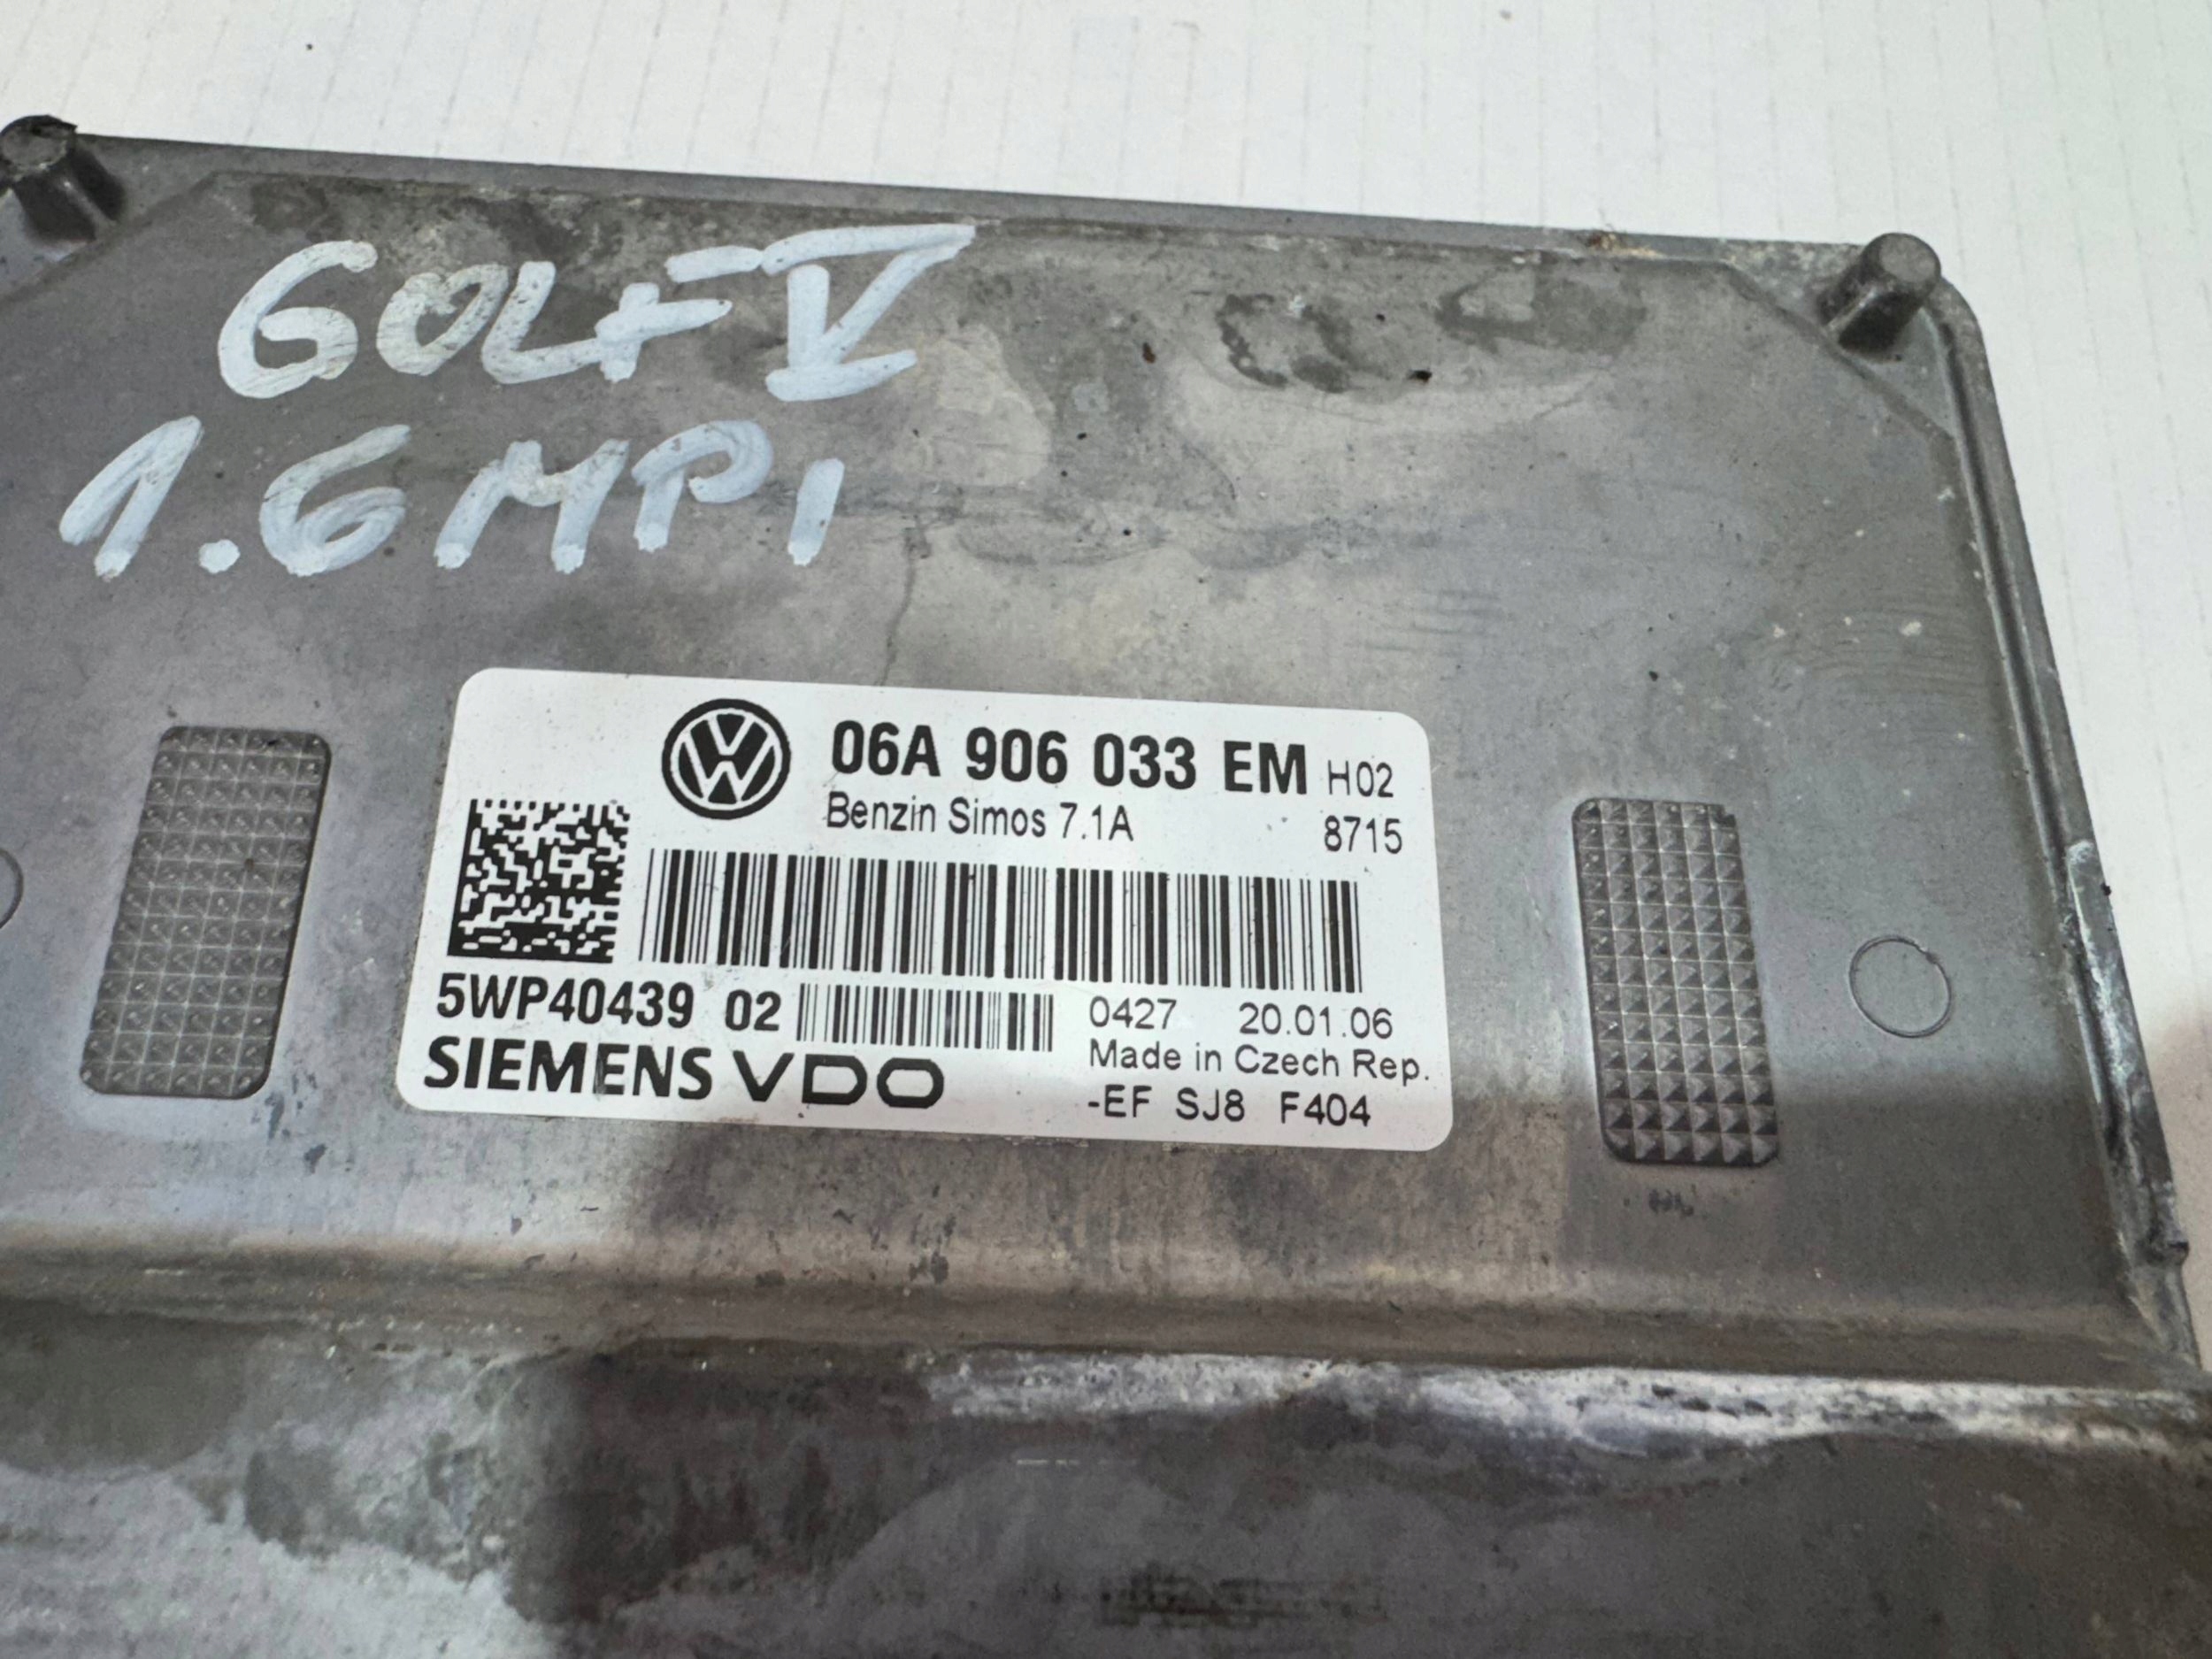 GOLF V
1.6 MPI
06A 906 033 EM H02
Benzin Simos 7.1A 8715
5WP40439 02 0427 20.01.06
SIEMENS VDO Made in Czech Rep.
-EF SJ8 F404